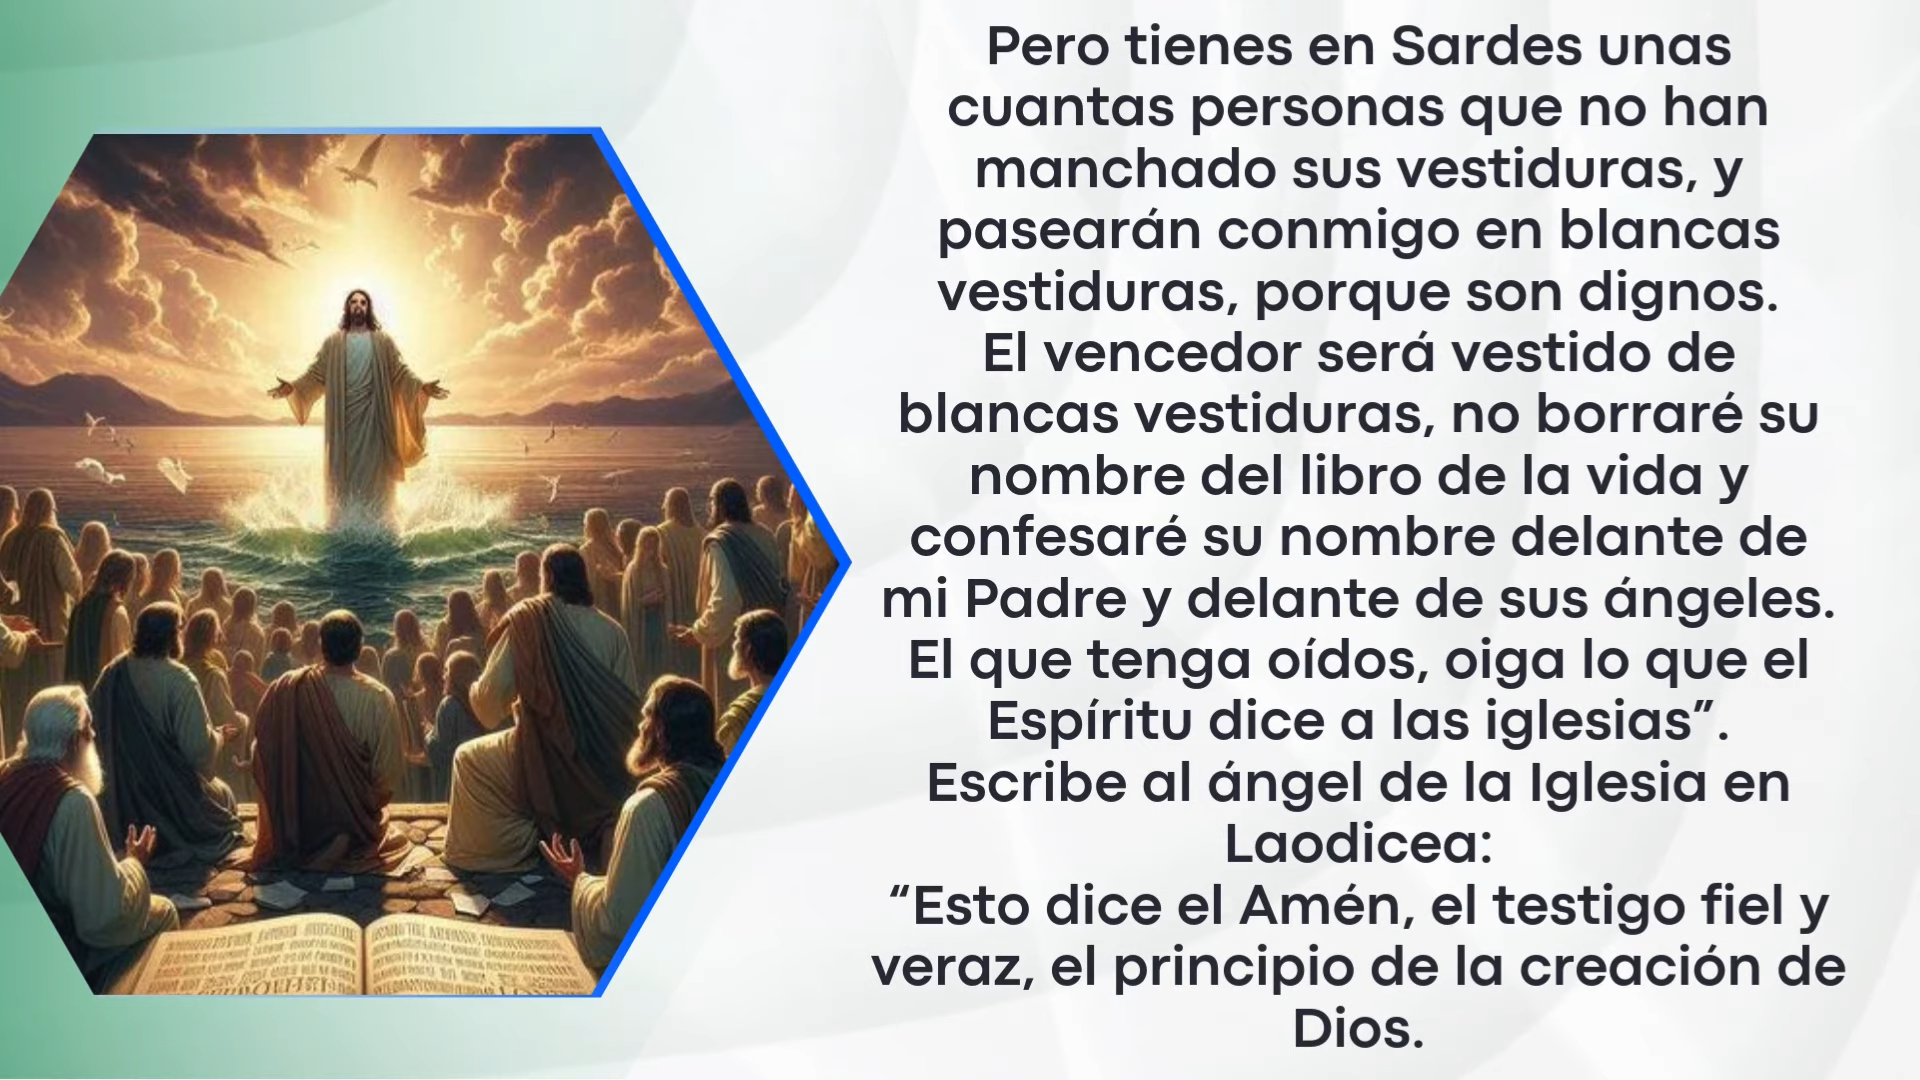 Pero tienes en Sardes unas
cuantas personas que no han
manchado sus vestiduras, y
pasearán conmigo en blancas
vestiduras, porque son dignos.
El vencedor será vestido de
blancas vestiduras, no borraré su
nombre del libro de la vida y
confesaré su nombre delante de
mi Padre y delante de sus ángeles.
El que tenga oídos, oiga lo que el
Espíritu dice a las iglesias”.
Escribe al ángel de la Iglesia en
Laodicea:
“Esto dice el Amén, el testigo fiel y
veraz, el principio de la creación de
Dios.